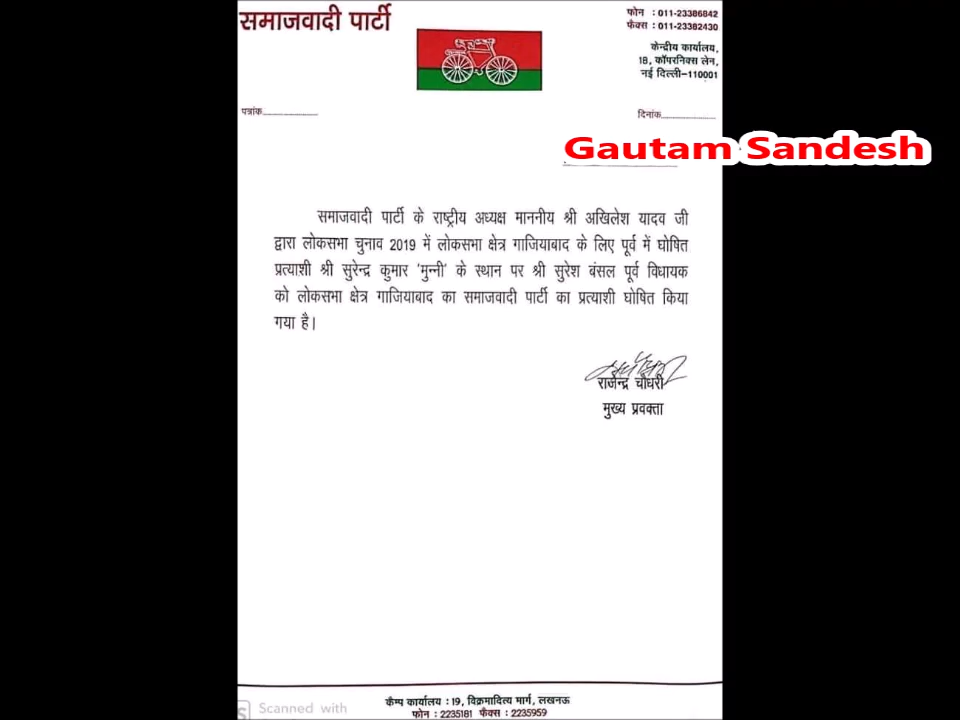 समाजवादी पार्टी
फोन : 011-23386842
फैक्स : 011-23382430
केन्द्रीय कार्यालय,
18, कॉपरनिक्स लेन,
नई दिल्ली-110001
पत्रांक
दिनांक
Gautam Sandesh
समाजवादी पार्टी के राष्ट्रीय अध्यक्ष माननीय श्री अखिलेश यादव जी
द्वारा लोकसभा चुनाव 2019 में लोकसभा क्षेत्र गाजियाबाद के लिए पूर्व में घोषित
प्रत्याशी श्री सुरेन्द्र कुमार 'मुन्नी' के स्थान पर श्री सुरेश बंसल पूर्व विधायक
को लोकसभा क्षेत्र गाजियाबाद का समाजवादी पार्टी का प्रत्याशी घोषित किया
गया है।
राजेन्द्र चौधरी
मुख्य प्रवक्ता
कैम्प कार्यालय : 19, विक्रमादित्य मार्ग, लखनऊ
फोन : 2235181 फैक्स : 2235959
Scanned with